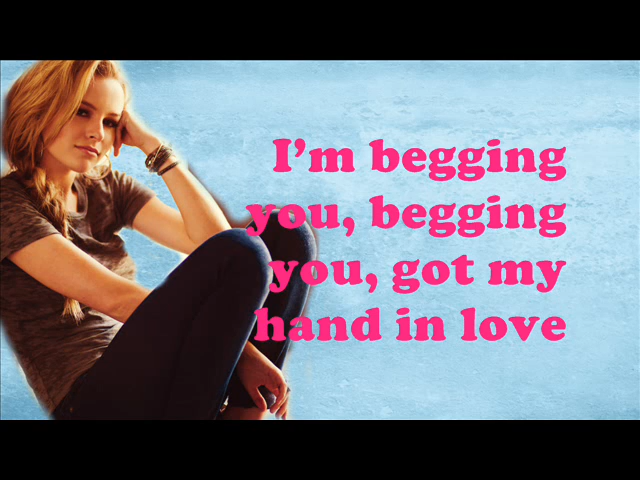 I’m begging
you, begging
you, got my
hand in love